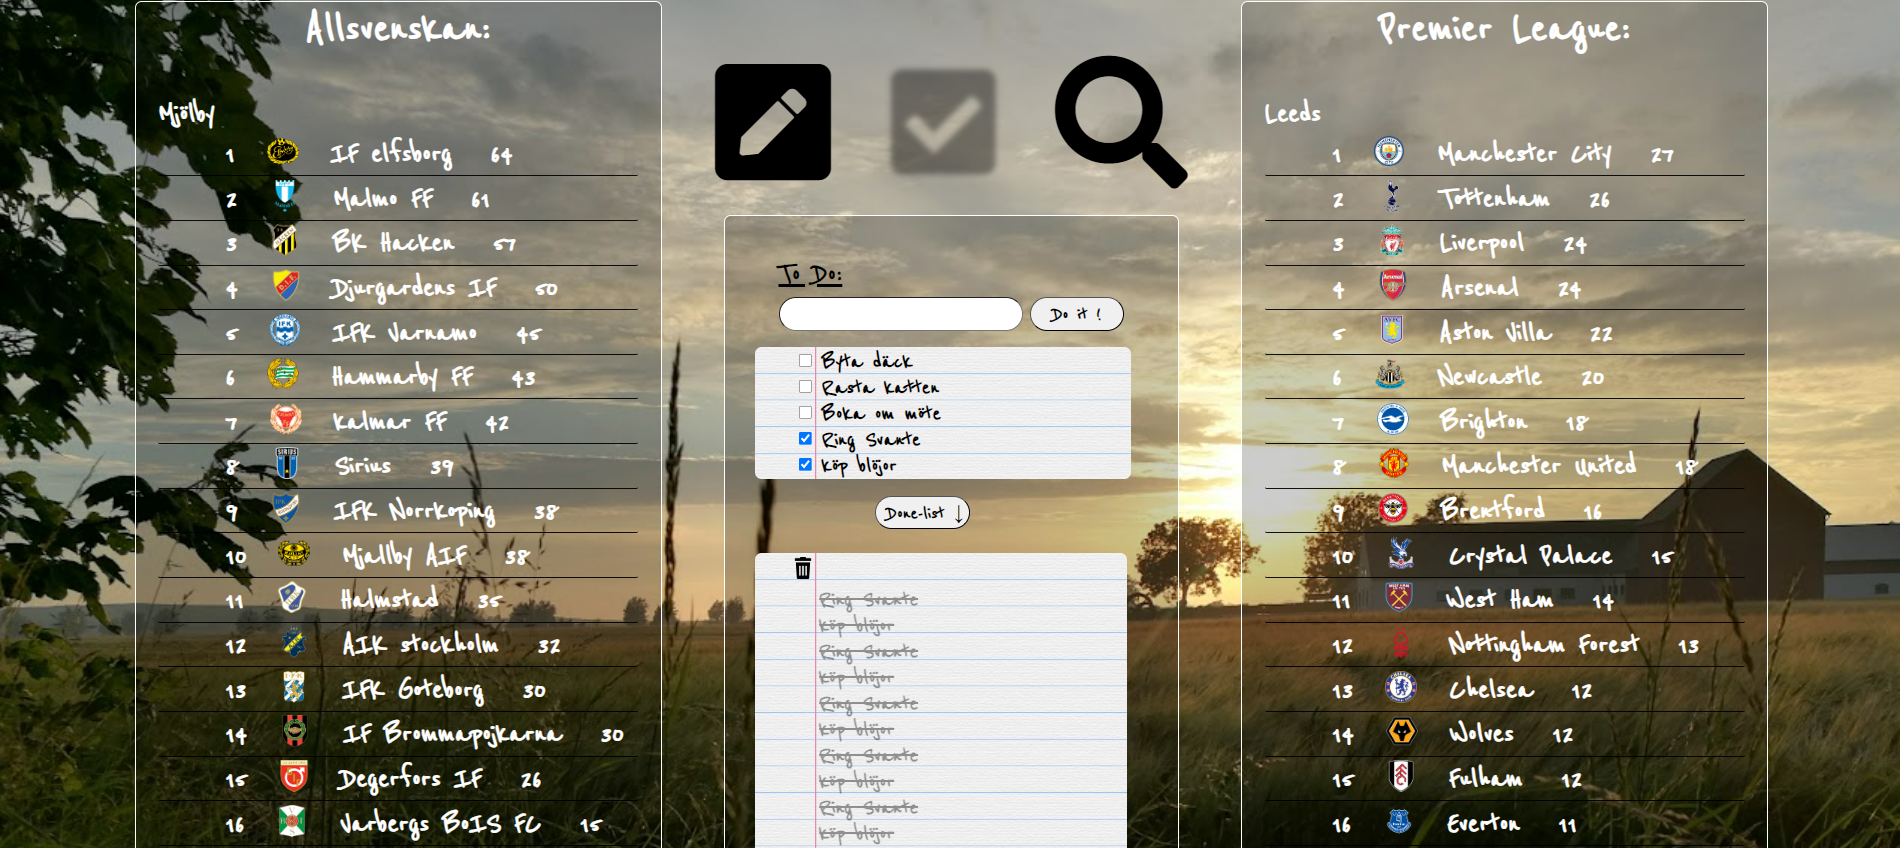 Allsvenskan:
Mjölby
1 IF elfsborg 64
2 Malmo FF 61
3 BK Hacken 57
4 Djurgardens IF 50
5 IFK Varnamo 45
6 Hammarby FF 43
7 Kalmar FF 42
8 Sirius 39
9 IFK Norrkoping 38
10 Mjallby AIF 38
11 Halmstad 35
12 AIK stockholm 32
13 IFK Goteborg 30
14 IF Brommapojkarna 30
15 Degerfors IF 26
16 Varbergs BoIS FC 15
To Do:
Do it !
Byta däck
Rasta katten
Boka om möte
Ring Svante
Köp blöjor
Done-list ↓
Ring Svante
Köp blöjor
Ring Svante
Köp blöjor
Ring Svante
Köp blöjor
Ring Svante
Köp blöjor
Ring Svante
Köp blöjor
Premier League:
Leeds
1 Manchester City 27
2 Tottenham 26
3 Liverpool 24
4 Arsenal 24
5 Aston Villa 22
6 Newcastle 20
7 Brighton 18
8 Manchester United 18
9 Brentford 16
10 Crystal Palace 15
11 West Ham 14
12 Nottingham Forest 13
13 Chelsea 12
14 Wolves 12
15 Fulham 12
16 Everton 11